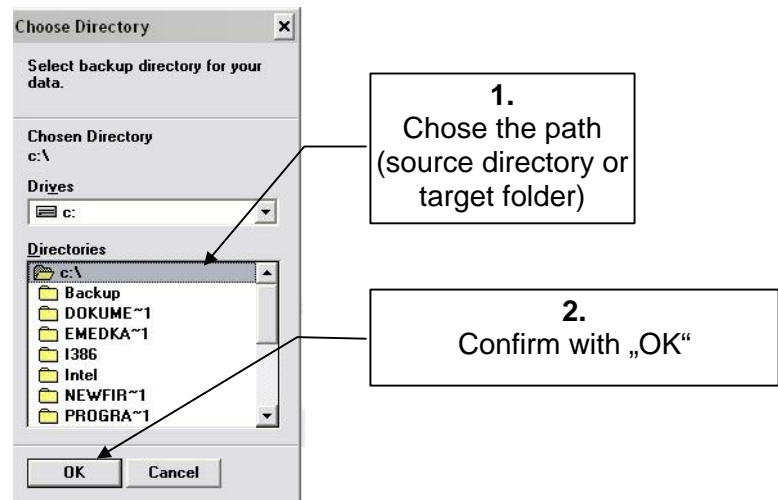 Choose Directory
Select backup directory for your
data.
Chosen Directory
c:\
Drives
c:
Directories
c:\
Backup
DOKUME~1
EMEDKA~1
I386
Intel
NEWFIR~1
PROGRA~1
OK
Cancel
1.
Chose the path
(source directory or
target folder)
2.
Confirm with „OK“